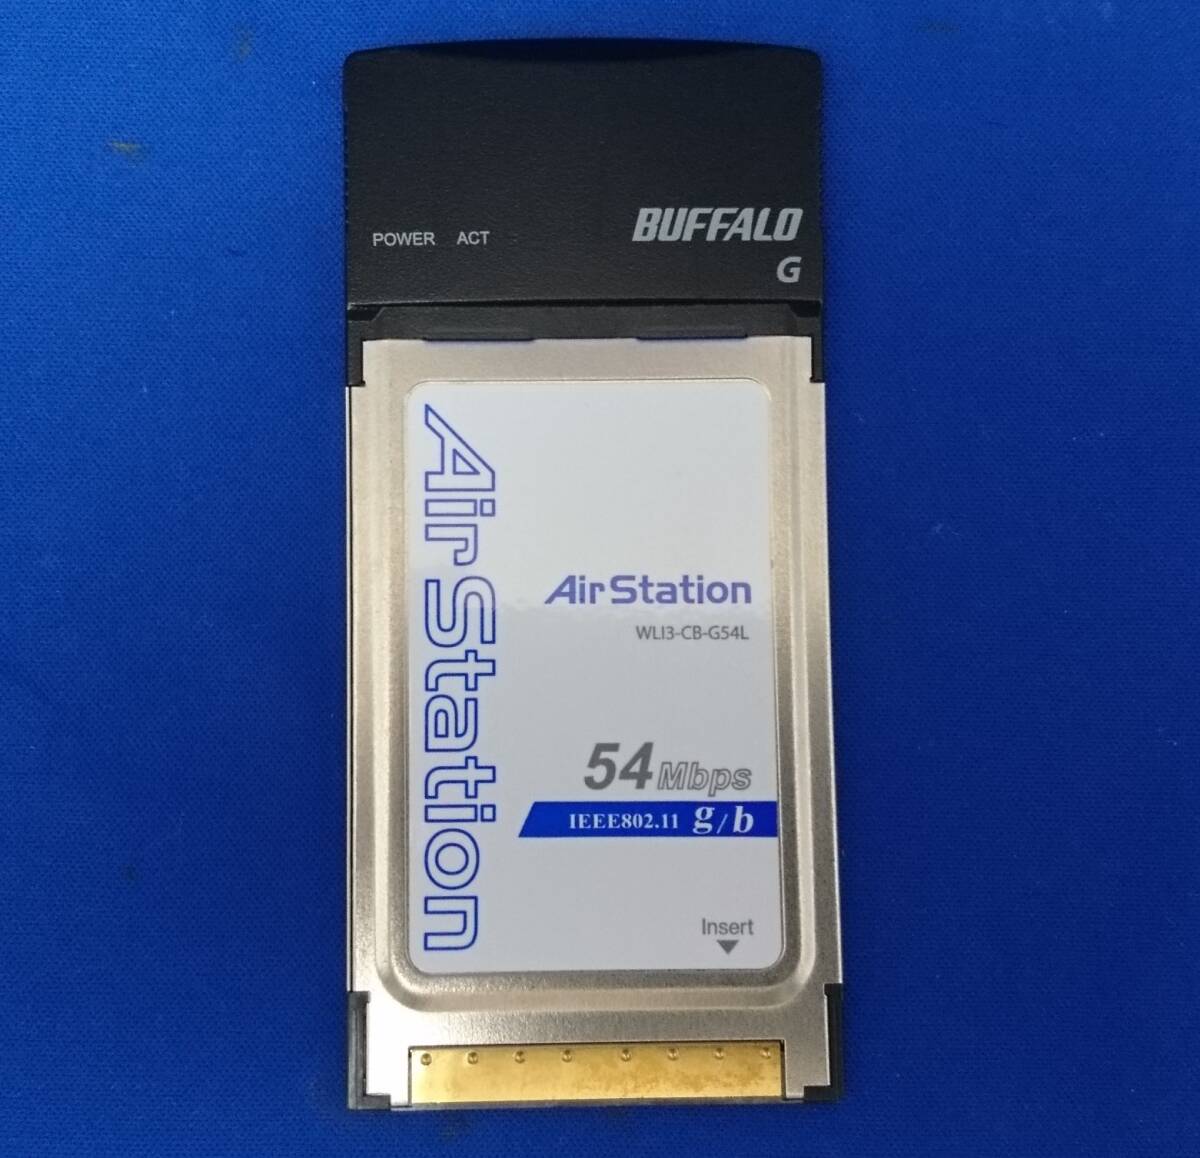 POWER ACT
BUFFALO
G
AirStation
AirStation
WLI3-CB-G54L
54Mbps
IEEE802.11 g/b
Insert